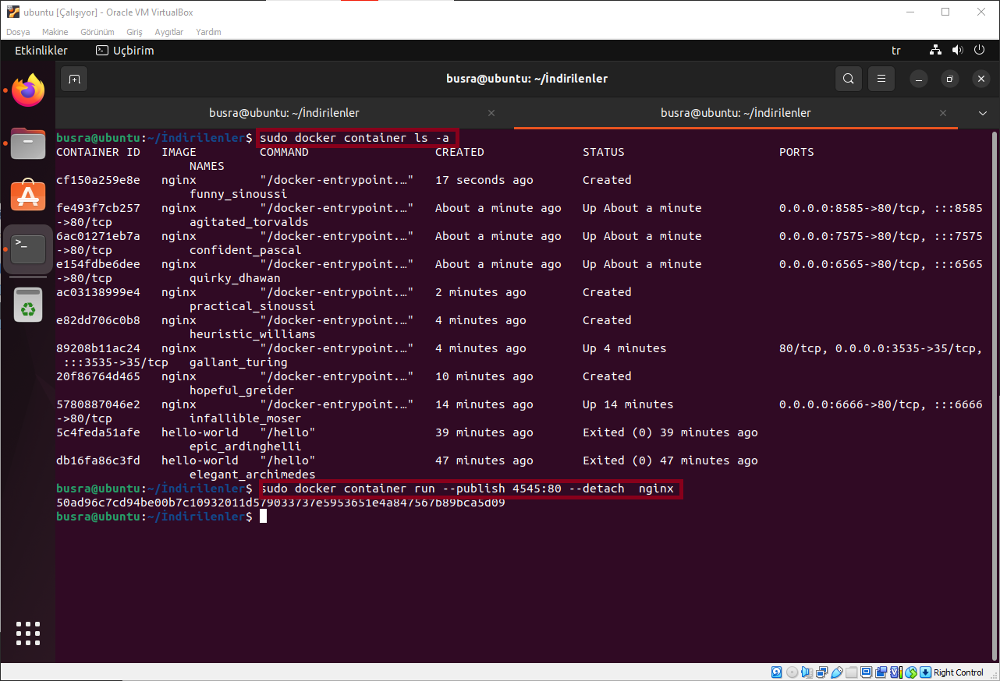 ubuntu [Çalışıyor] - Oracle VM VirtualBox
Dosya Makine Görünüm Giriş Aygıtlar Yardım
Etkinlikler Uçbirim tr
busra@ubuntu: ~/İndirilenler
busra@ubuntu: ~/İndirilenler busra@ubuntu: ~/İndirilenler
busra@ubuntu:~/İndirilenler$ sudo docker container ls -a
CONTAINER ID IMAGE COMMAND CREATED STATUS PORTS
NAMES
cf150a259e8e nginx "/docker-entrypoint.…" 17 seconds ago Created
funny_sinoussi
fe493f7cb257 nginx "/docker-entrypoint.…" About a minute ago Up About a minute 0.0.0.0:8585->80/tcp, :::8585
->80/tcp agitated_torvalds
6ac01271eb7a nginx "/docker-entrypoint.…" About a minute ago Up About a minute 0.0.0.0:7575->80/tcp, :::7575
->80/tcp confident_pascal
e154fdbe6dee nginx "/docker-entrypoint.…" About a minute ago Up About a minute 0.0.0.0:6565->80/tcp, :::6565
->80/tcp quirky_dhawan
ac03138999e4 nginx "/docker-entrypoint.…" 2 minutes ago Created
practical_sinoussi
e82dd706c0b8 nginx "/docker-entrypoint.…" 4 minutes ago Created
heuristic_williams
89208b11ac24 nginx "/docker-entrypoint.…" 4 minutes ago Up 4 minutes 80/tcp, 0.0.0.0:3535->35/tcp,
:::3535->35/tcp gallant_turing
20f86764d465 nginx "/docker-entrypoint.…" 10 minutes ago Created
hopeful_greider
5780887046e2 nginx "/docker-entrypoint.…" 14 minutes ago Up 14 minutes 0.0.0.0:6666->80/tcp, :::6666
->80/tcp infallible_moser
5c4feda51afe hello-world "/hello" 39 minutes ago Exited (0) 39 minutes ago
epic_ardinghelli
db16fa86c3fd hello-world "/hello" 47 minutes ago Exited (0) 47 minutes ago
elegant_archimedes
busra@ubuntu:~/İndirilenler$ sudo docker container run --publish 4545:80 --detach nginx
50ad96c7cd94be00b7c10932011d579033737e5953651e4a847567b89bca5d09
busra@ubuntu:~/İndirilenler$
Right Control